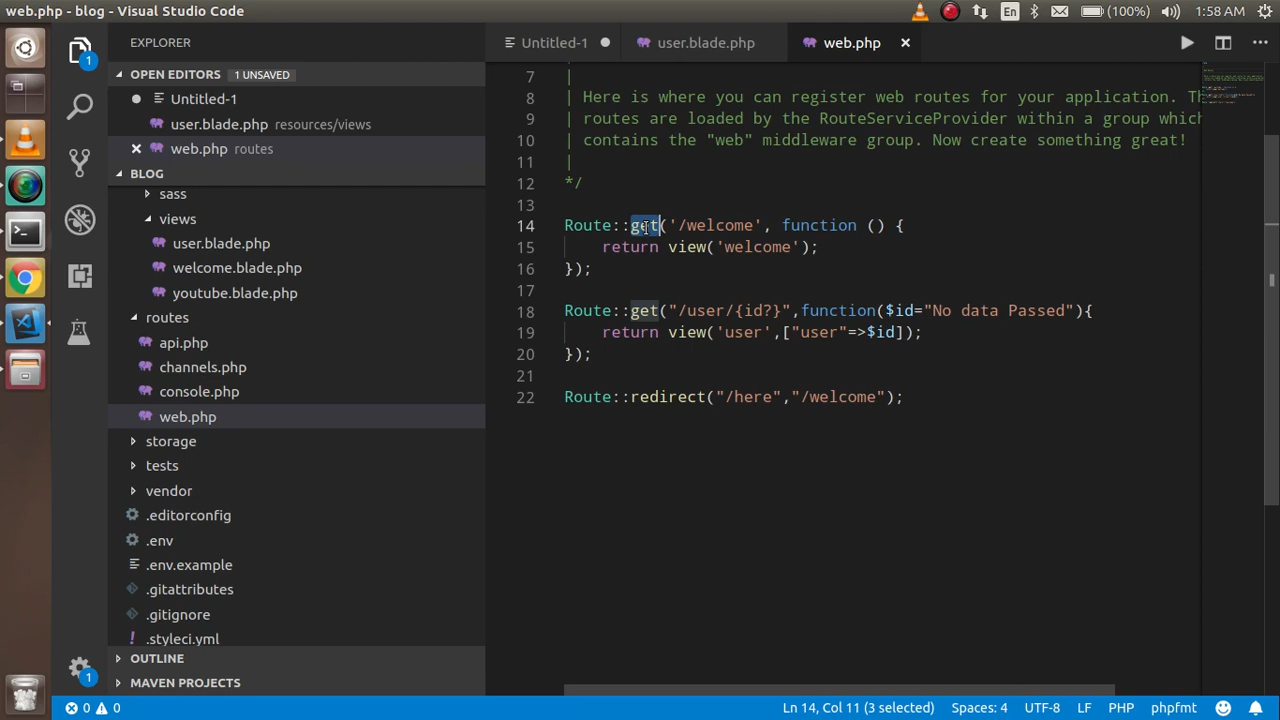 web.php - blog - Visual Studio Code
En
(100%)
1:58 AM
EXPLORER
Untitled-1
user.blade.php
web.php
OPEN EDITORS
1 UNSAVED
Untitled-1
user.blade.php resources/views
web.php routes
BLOG
sass
views
user.blade.php
welcome.blade.php
youtube.blade.php
routes
api.php
channels.php
console.php
web.php
storage
tests
vendor
.editorconfig
.env
.env.example
.gitattributes
.gitignore
.styleci.yml
OUTLINE
MAVEN PROJECTS
1
1
7 |
8 | Here is where you can register web routes for your application. Th
9 | routes are loaded by the RouteServiceProvider within a group which
10 | contains the "web" middleware group. Now create something great!
11 |
12 */
13
14 Route::get('/welcome', function () {
15 return view('welcome');
16 });
17
18 Route::get("/user/{id?}",function($id="No data Passed"){
19 return view('user',["user"=>$id]);
20 });
21
22 Route::redirect("/here","/welcome");
0 0
Ln 14, Col 11 (3 selected)
Spaces: 4
UTF-8
LF
PHP
phpfmt